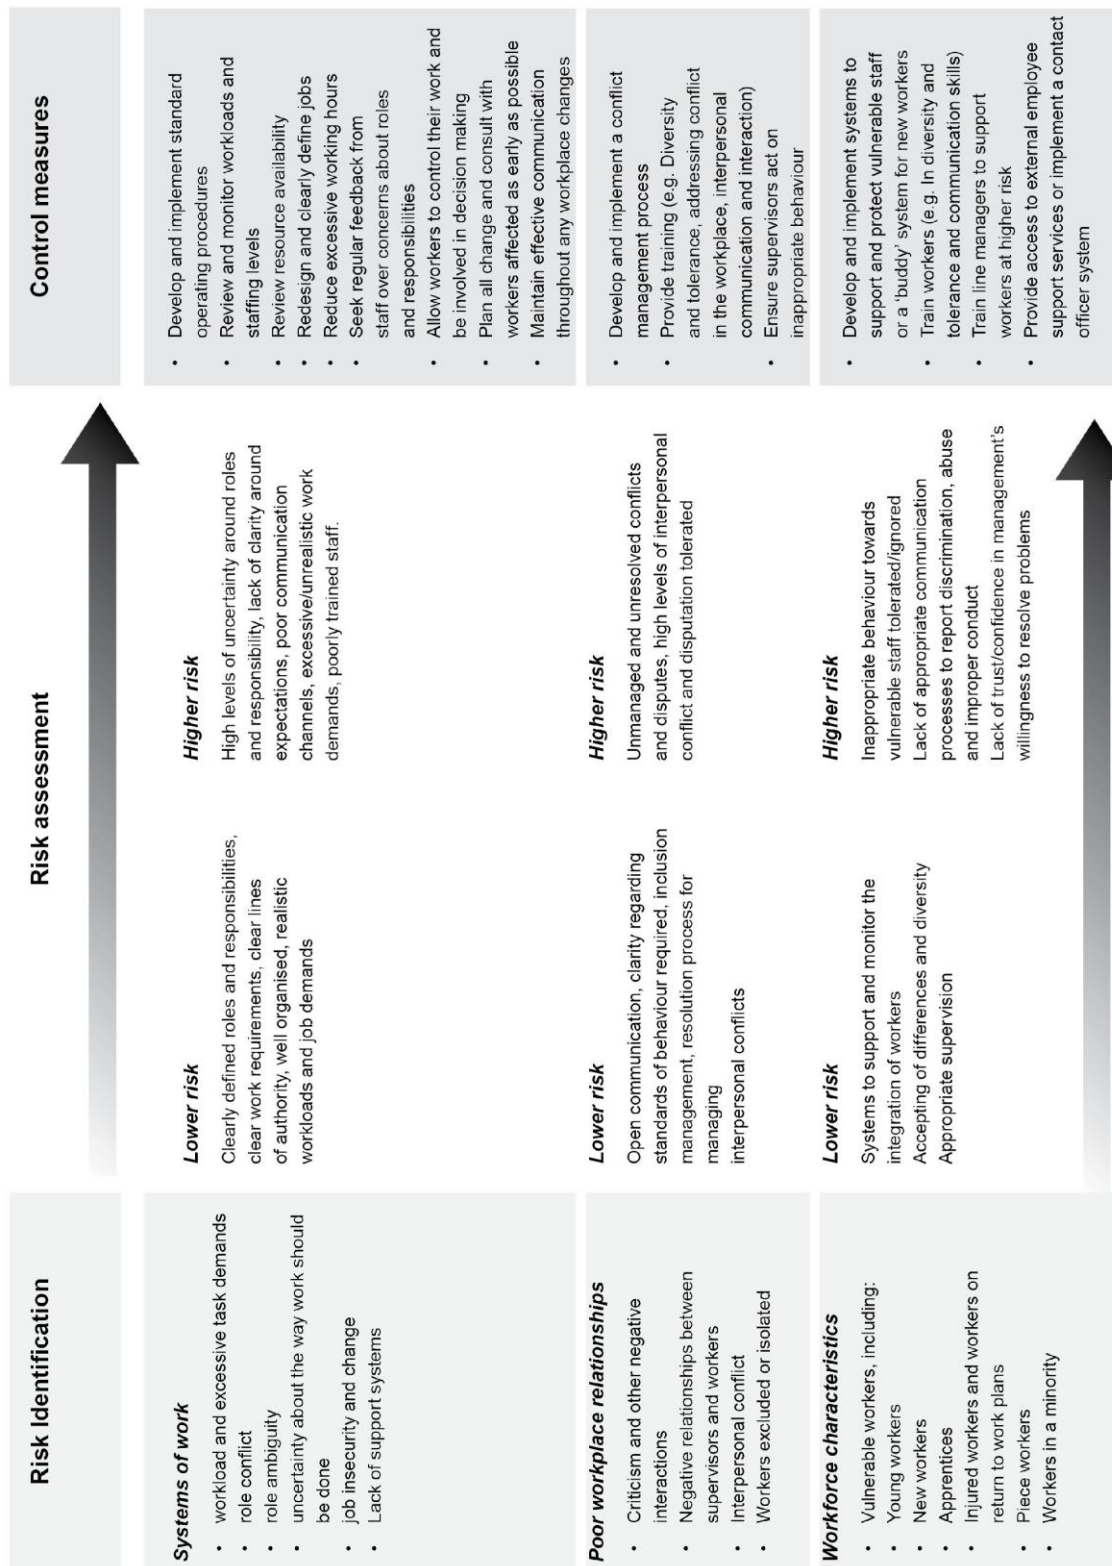 Risk Identification
Risk assessment
Control measures
Systems of work
• workload and excessive task demands
• role conflict
• role ambiguity
• uncertainty about the way work should
be done
• job insecurity and change
• Lack of support systems
Lower risk
Clearly defined roles and responsibilities,
clear work requirements, clear lines
of authority, well organised, realistic
workloads and job demands
Higher risk
High levels of uncertainty around roles
and responsibility, lack of clarity around
expectations, poor communication
channels, excessive/unrealistic work
demands, poorly trained staff.
• Develop and implement standard
operating procedures
• Review and monitor workloads and
staffing levels
• Review resource availability
• Redesign and clearly define jobs
• Reduce excessive working hours
• Seek regular feedback from
staff over concerns about roles
and responsibilities
• Allow workers to control their work and
be involved in decision making
• Plan all change and consult with
workers affected as early as possible
• Maintain effective communication
throughout any workplace changes
Poor workplace relationships
• Criticism and other negative
interactions
• Negative relationships between
supervisors and workers
• Interpersonal conflict
• Workers excluded or isolated
Lower risk
Open communication, clarity regarding
standards of behaviour required, inclusion
management, resolution process for
managing
interpersonal conflicts
Higher risk
Unmanaged and unresolved conflicts
and disputes, high levels of interpersonal
conflict and disputation tolerated
• Develop and implement a conflict
management process
• Provide training (e.g. Diversity
and tolerance, addressing conflict
in the workplace, interpersonal
communication and interaction)
• Ensure supervisors act on
inappropriate behaviour
Workforce characteristics
• Vulnerable workers, including:
• Young workers
• New workers
• Apprentices
• Injured workers and workers on
return to work plans
• Piece workers
• Workers in a minority
Lower risk
Systems to support and monitor the
integration of workers
Accepting of differences and diversity
Appropriate supervision
Higher risk
Inappropriate behaviour towards
vulnerable staff tolerated/ignored
Lack of appropriate communication
processes to report discrimination, abuse
and improper conduct
Lack of trust/confidence in management's
willingness to resolve problems
• Develop and implement systems to
support and protect vulnerable staff
or a 'buddy' system for new workers
• Train workers (e.g. In diversity and
tolerance and communication skills)
• Train line managers to support
workers at higher risk
• Provide access to external employee
support services or implement a contact
officer system